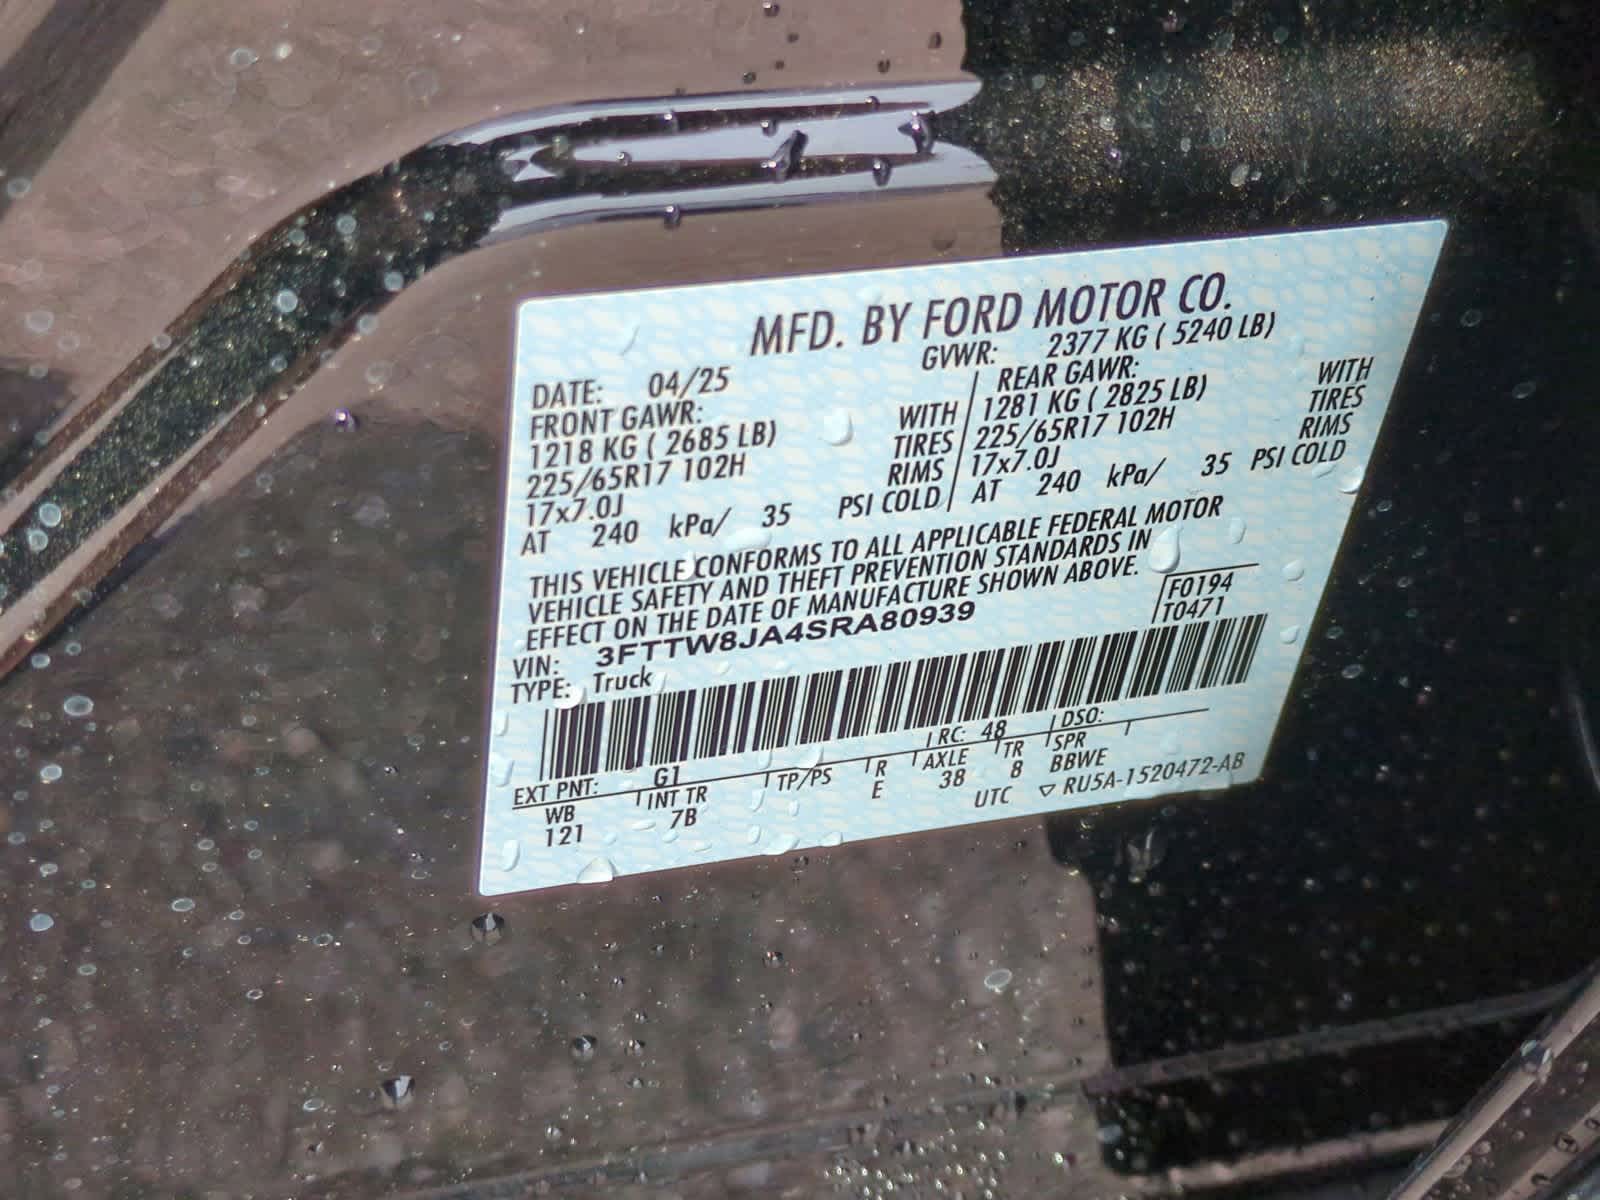 MFD. BY FORD MOTOR CO.
DATE: 04/25 GVWR: 2377 KG ( 5240 LB)
FRONT GAWR: REAR GAWR:
1218 KG ( 2685 LB) WITH 1281 KG ( 2825 LB) WITH
225/65R17 102H TIRES 225/65R17 102H TIRES
17x7.0J RIMS 17x7.0J RIMS
AT 240 kPa/ 35 PSI COLD AT 240 kPa/ 35 PSI COLD
THIS VEHICLE CONFORMS TO ALL APPLICABLE FEDERAL MOTOR
VEHICLE SAFETY AND THEFT PREVENTION STANDARDS IN
EFFECT ON THE DATE OF MANUFACTURE SHOWN ABOVE.
F0194
VIN: 3FTTW8JA4SRA80939 T0471
TYPE: Truck
EXT PNT: G1 RC: 48 DSO:
WB INT TR TP/PS R AXLE TR SPR
121 7B E 38 8 BBWE
UTC ▽ RU5A-1520472-AB